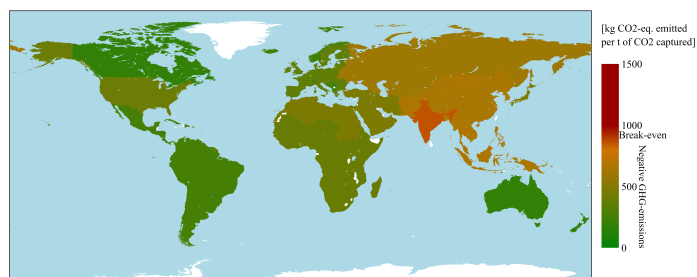 [kg CO2-eq. emitted
per t of CO2 captured]
1500
1000
Break-even
Negative GHG-emissions
500
0